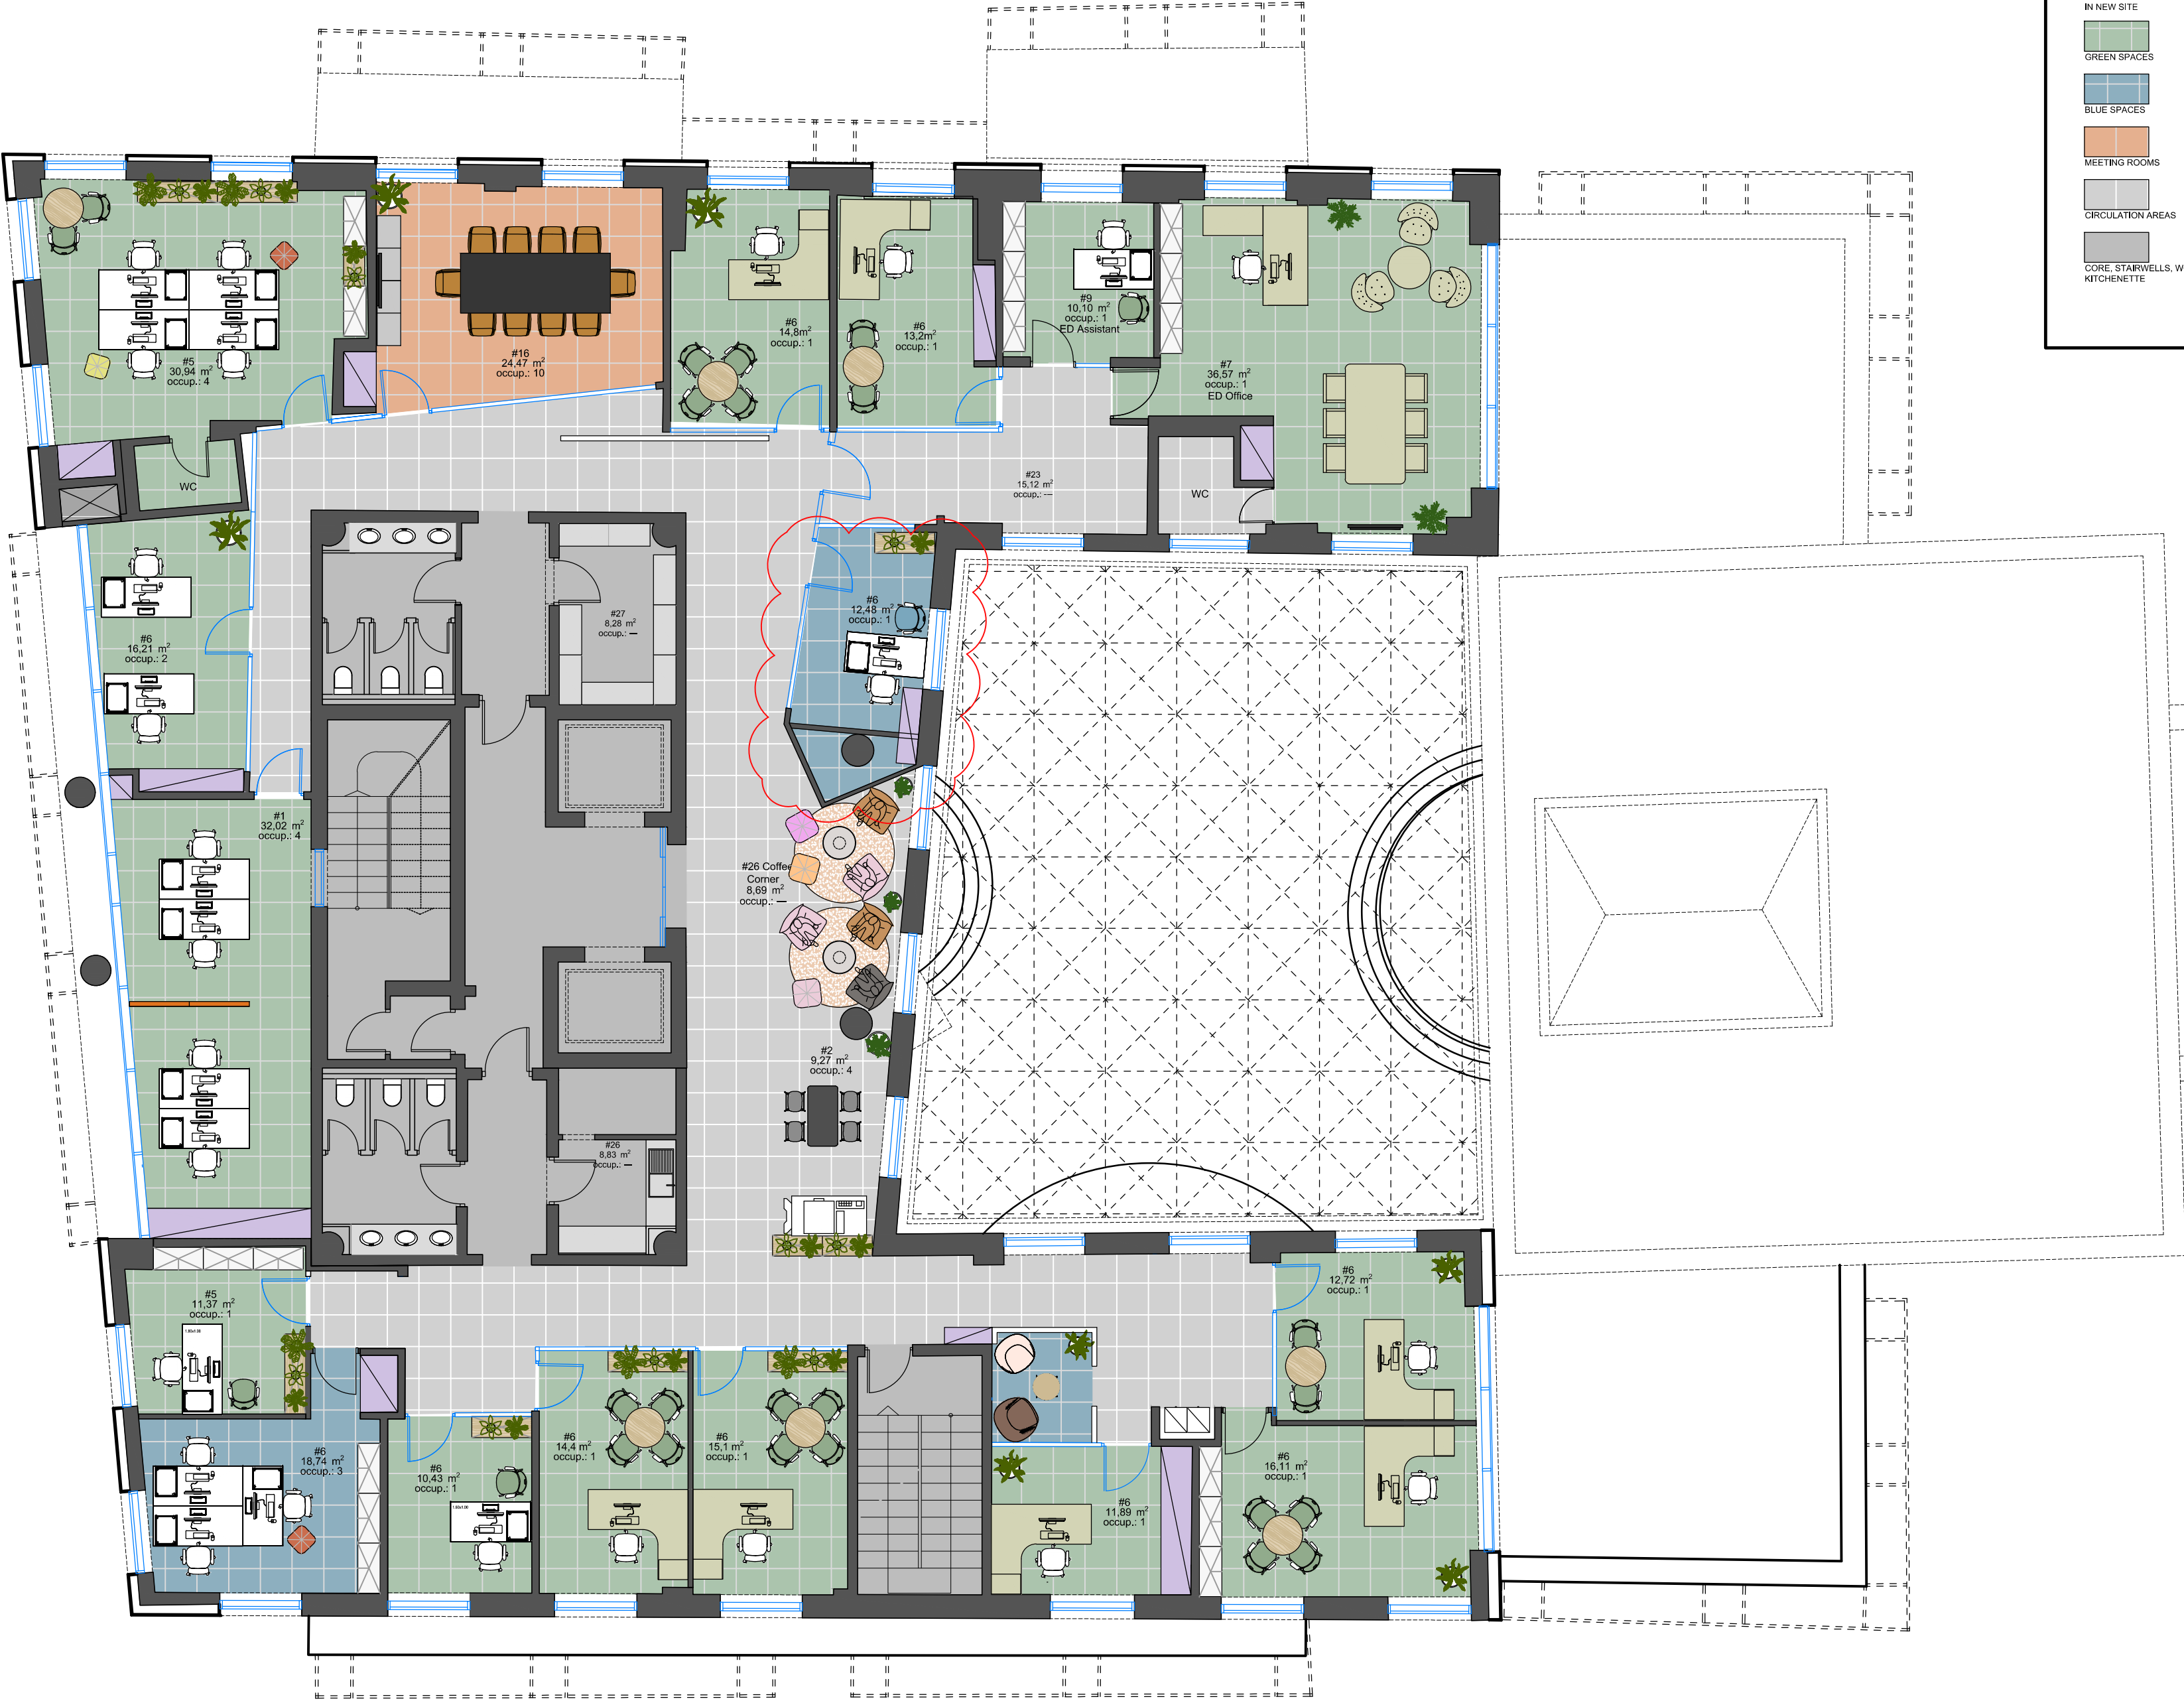 IN NEW SITE
GREEN SPACES
BLUE SPACES
MEETING ROOMS
CIRCULATION AREAS
CORE, STAIRWELLS,
KITCHENETTE
#5
30,94 m²
occup.: 4
#16
24,47 m²
occup.: 10
#6
14,8m²
occup.: 1
#6
13,2m²
occup.: 1
#9
10,10 m²
occup.: 1
ED Assistant
#7
36,57 m²
occup.: 1
ED Office
WC
#23
15,12 m²
occup.: ---
WC
#6
16,21 m²
occup.: 2
#27
8,28 m²
occup.: —
#6
12,48 m²
occup.: 1
#1
32,02 m²
occup.: 4
#26 Coffee
Corner
8,69 m²
occup.: —
#2
9,27 m²
occup.: 4
#26
8,83 m²
occup.: —
#5
11,37 m²
occup.: 1
1.80x1.00
#6
12,72 m²
occup.: 1
#6
18,74 m²
occup.: 3
#6
10,43 m²
occup.: 1
1.80x1.00
#6
14,4 m²
occup.: 1
#6
15,1 m²
occup.: 1
#6
11,89 m²
occup.: 1
#6
16,11 m²
occup.: 1